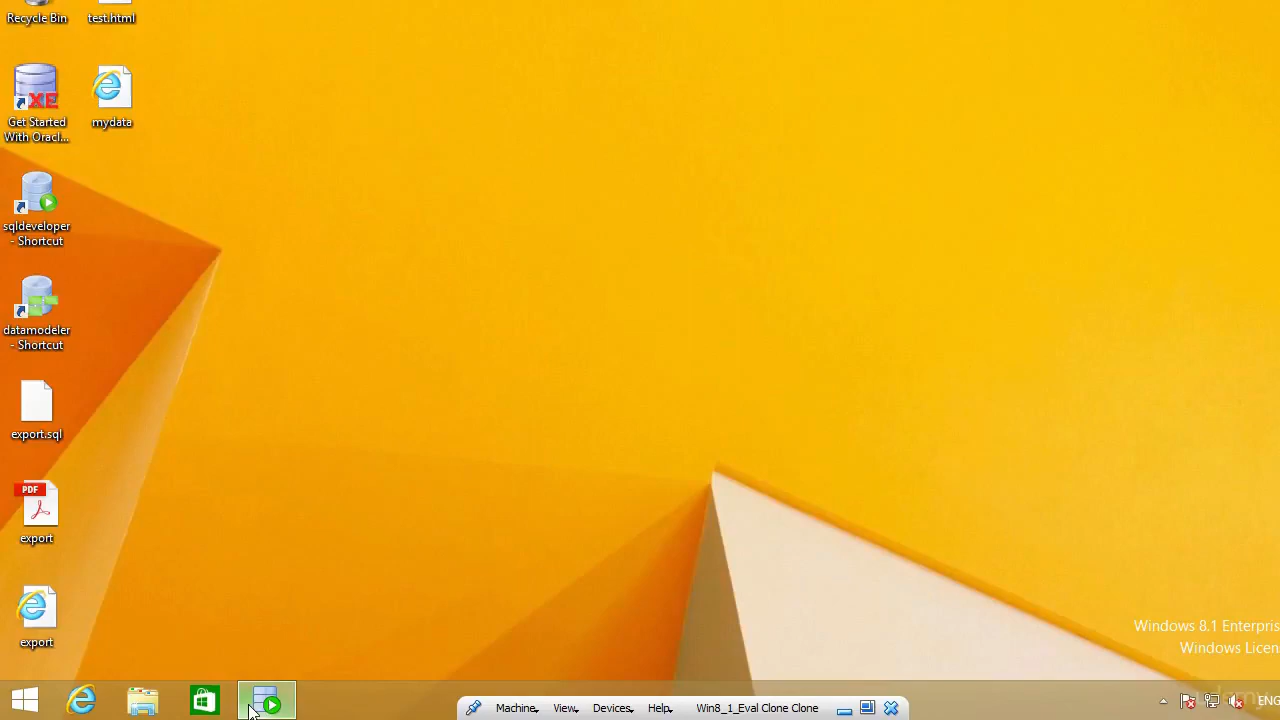 Recycle Bin
test.html
XE
Get Started
With Oracl...
mydata
sqldeveloper
- Shortcut
datamodeler
- Shortcut
export.sql
PDF
export
export
Windows 8.1 Enterpris
Windows Licen
Machine
View
Devices
Help
Win8_1_Eval Clone Clone
ENG